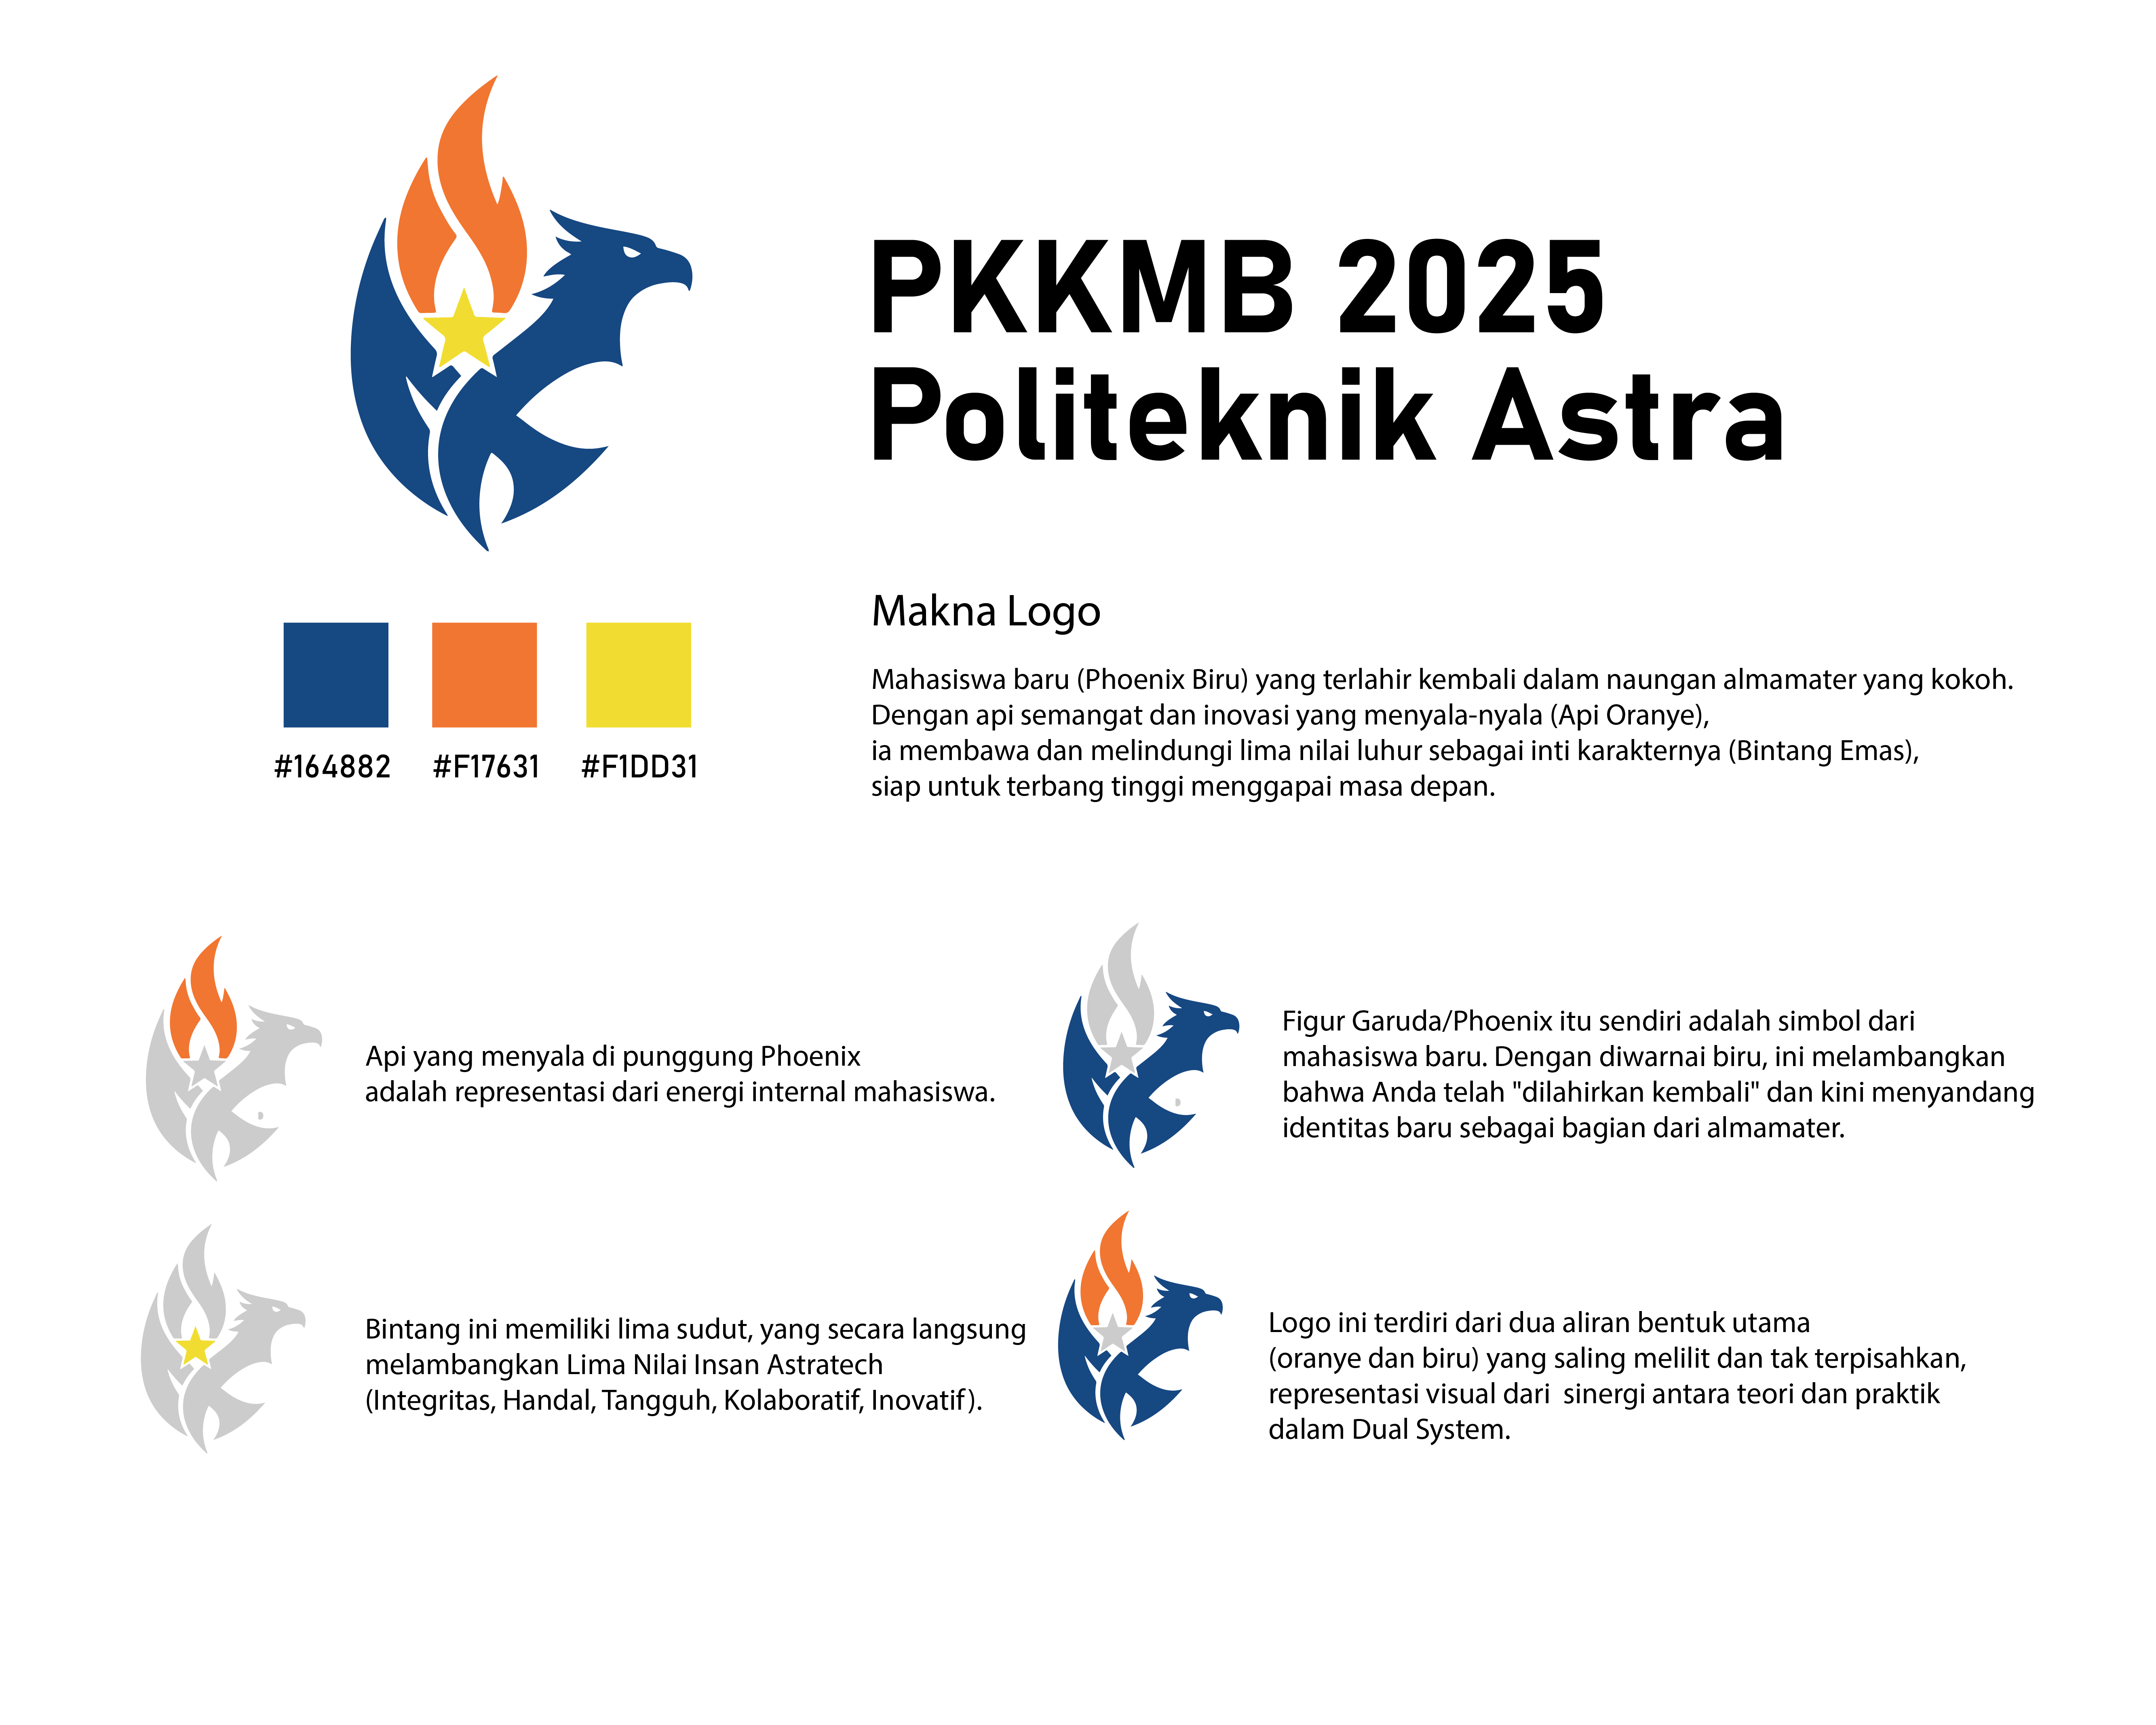 PKKMB 2025
Politeknik Astra
#164882 #F17631 #F1DD31
Makna Logo
Mahasiswa baru (Phoenix Biru) yang terlahir kembali dalam naungan almamater yang kokoh.
Dengan api semangat dan inovasi yang menyala-nyala (Api Oranye),
ia membawa dan melindungi lima nilai luhur sebagai inti karakternya (Bintang Emas),
siap untuk terbang tinggi menggapai masa depan.
Api yang menyala di punggung Phoenix
adalah representasi dari energi internal mahasiswa.
Figur Garuda/Phoenix itu sendiri adalah simbol dari
mahasiswa baru. Dengan diwarnai biru, ini melambangkan
bahwa Anda telah "dilahirkan kembali" dan kini menyandang
identitas baru sebagai bagian dari almamater.
Bintang ini memiliki lima sudut, yang secara langsung
melambangkan Lima Nilai Insan Astratech
(Integritas, Handal, Tangguh, Kolaboratif, Inovatif).
Logo ini terdiri dari dua aliran bentuk utama
(oranye dan biru) yang saling melilit dan tak terpisahkan,
representasi visual dari  sinergi antara teori dan praktik
dalam Dual System.